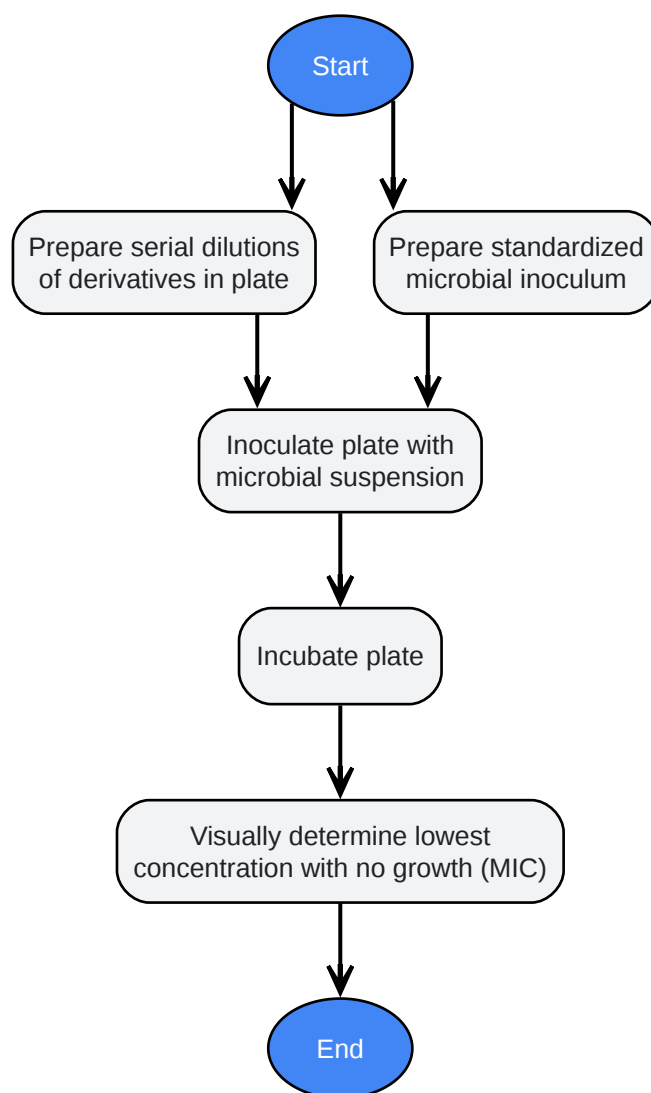 Start
Prepare serial dilutions
of derivatives in plate
Prepare standardized
microbial inoculum
Inoculate plate with
microbial suspension
Incubate plate
Visually determine lowest
concentration with no growth (MIC)
End